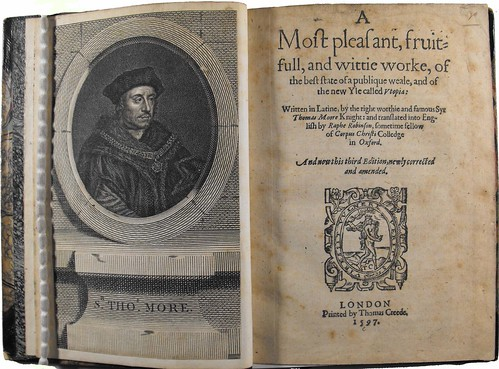 SR. THOS. MORE.
A
Moſt pleaſant, fruit=
full, and wittie worke, of
the beſt ſtate of a publique weale, and of
the new Yle called Vtopia:
Written in Latine, by the right worthie and famous Syr
Thomas Moore Knight: and tranſlated into Eng-
liſh by Raphe Robinſon, ſometime fellow
of Corpus Chriſti Colledge
in Oxford.
And now this third Edition, newly corrected
and amended.
LONDON
Printed by Thomas Creede.
1597.